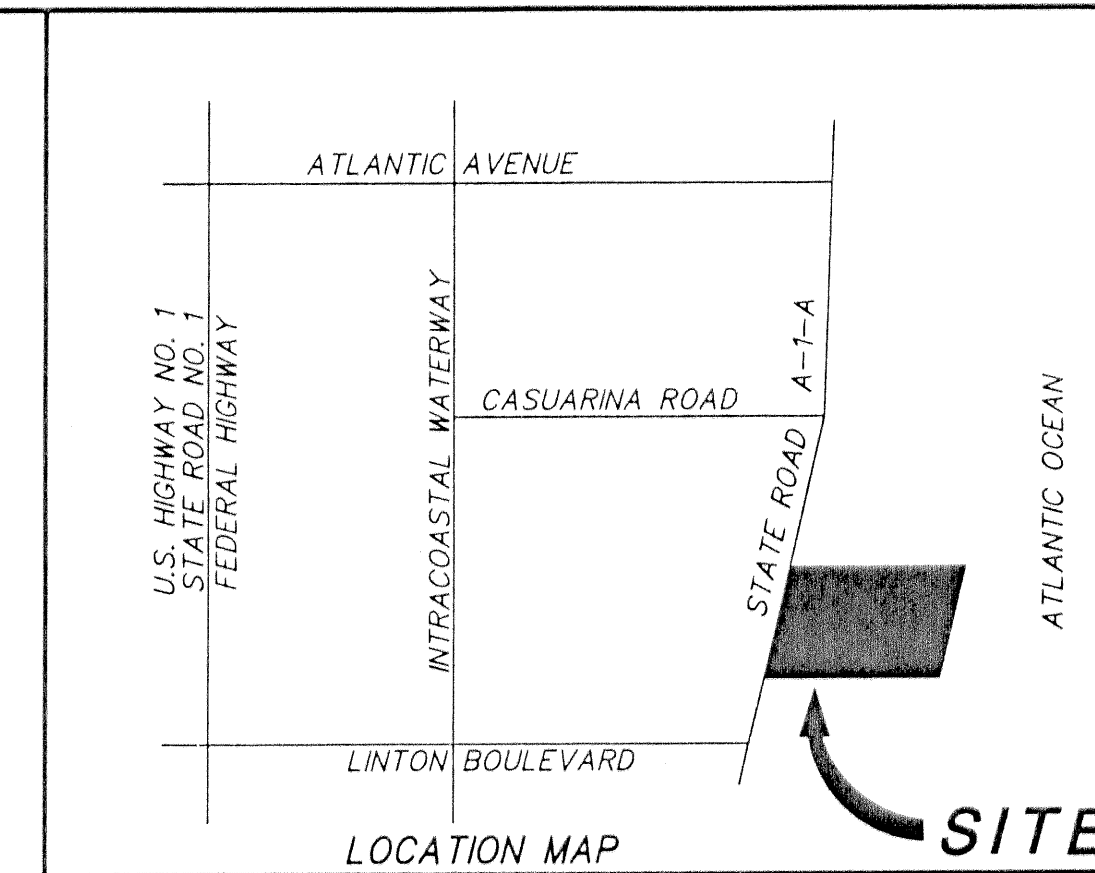 ATLANTIC AVENUE
U.S. HIGHWAY NO. 1
STATE ROAD NO. 1
FEDERAL HIGHWAY
INTRACOASTAL WATERWAY
CASUARINA ROAD
STATE ROAD A-1-A
ATLANTIC OCEAN
LINTON BOULEVARD
SITE
LOCATION MAP